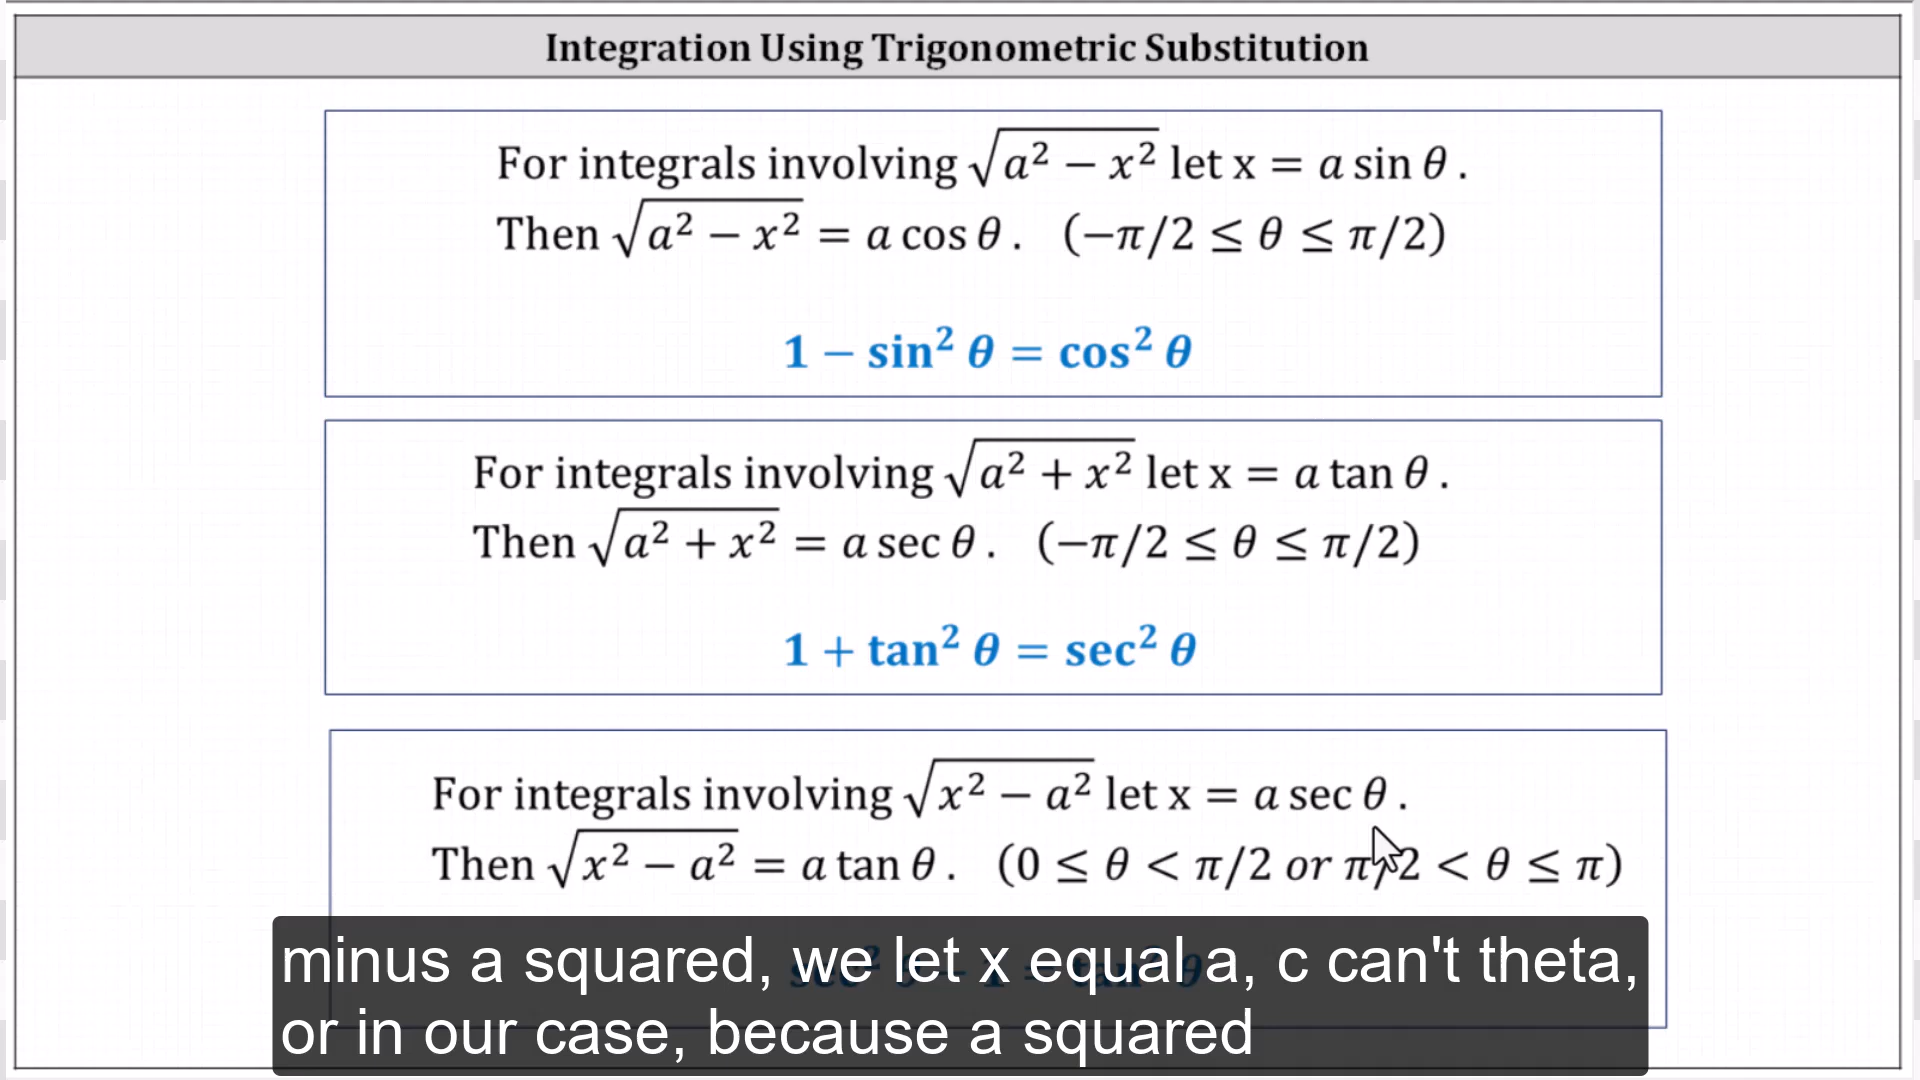 Integration Using Trigonometric Substitution
For integrals involving √(a² − x²) let x = a sin θ .
Then √(a² − x²) = a cos θ . (−π/2 ≤ θ ≤ π/2)
1 − sin² θ = cos² θ
For integrals involving √(a² + x²) let x = a tan θ .
Then √(a² + x²) = a sec θ . (−π/2 ≤ θ ≤ π/2)
1 + tan² θ = sec² θ
For integrals involving √(x² − a²) let x = a sec θ .
Then √(x² − a²) = a tan θ . (0 ≤ θ < π/2 or π/2 < θ ≤ π)
sec² θ − 1 = tan² θ
minus a squared, we let x equal a, c can't theta,
or in our case, because a squared